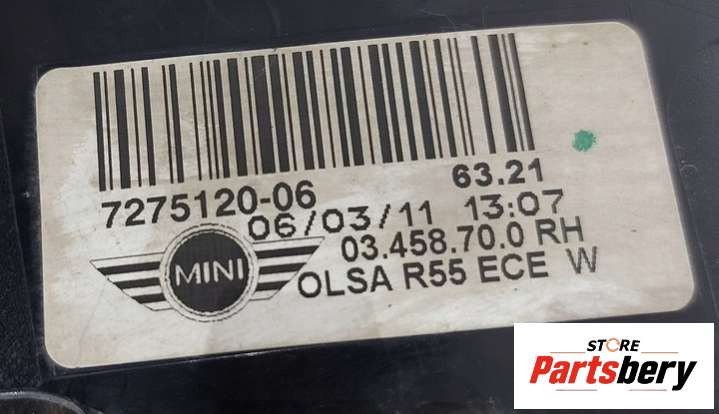 7275120-06 63.21
06/03/11 13:07
03.458.70.0 RH
MINI OLSA R55 ECE W
STORE
Partsbery